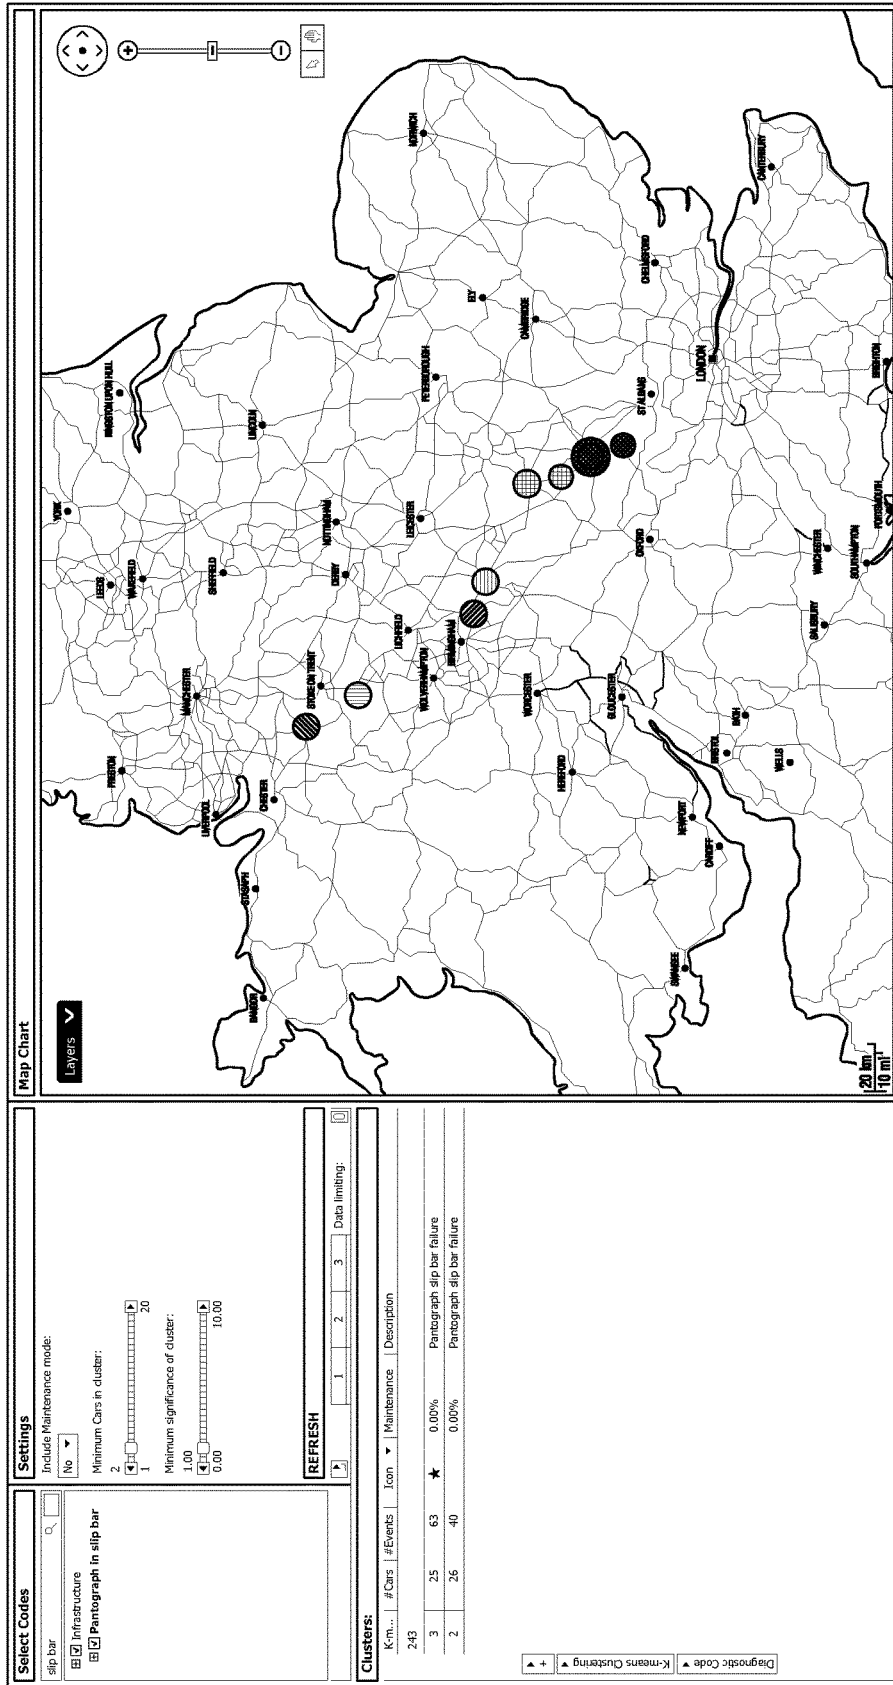 Select Codes
slip bar
Infrastructure
Pantograph in slip bar
Settings
Include Maintenance mode:
No
Minimum Cars in cluster:
2
1 20
Minimum significance of cluster:
1.00
0.00 10.00
REFRESH
1 2 3 Data limiting:
Clusters:
K-m... #Cars #Events Icon Maintenance Description
243
3 25 63 ★ 0.00% Pantograph slip bar failure
2 26 40 0.00% Pantograph slip bar failure
Diagnostic Code
K-means Clustering
+
Map Chart
Layers
YORK
PRESTON
LEEDS
KINGSTON UPON HULL
WAKEFIELD
MANCHESTER
LIVERPOOL
SHEFFIELD
BANGOR
ST ASAPH
CHESTER
LINCOLN
STOKE ON TRENT
DERBY
NOTTINGHAM
LICHFIELD
LEICESTER
PETERBOROUGH
NORWICH
WOLVERHAMPTON
BIRMINGHAM
ELY
CAMBRIDGE
WORCESTER
HEREFORD
GLOUCESTER
OXFORD
ST ALBANS
CHELMSFORD
SWANSEA
NEWPORT
CARDIFF
BRISTOL
BATH
LONDON
WELLS
CANTERBURY
SALISBURY
WINCHESTER
SOUTHAMPTON
PORTSMOUTH
BRIGHTON
20 km
10 mi